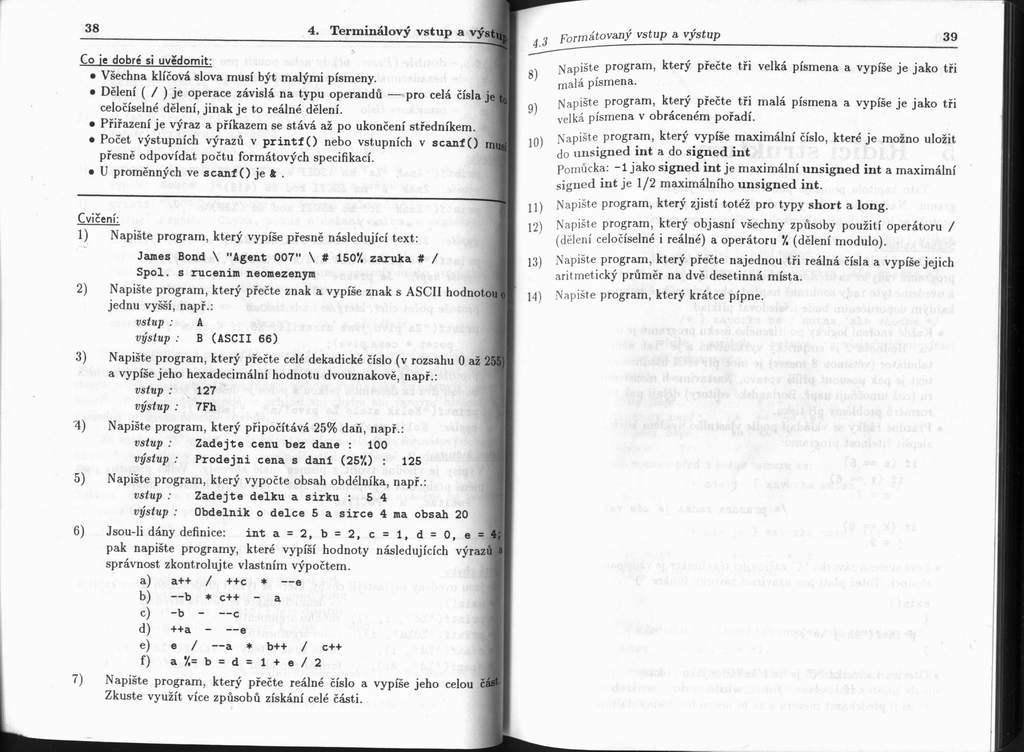 38
4. Terminálový vstup a výstup
Co je dobré si uvědomit:
• Všechna klíčová slova musí být malými písmeny.
• Dělení ( / ) je operace závislá na typu operandů — pro celá čísla je to
celočíselné dělení, jinak je to reálné dělení.
• Přiřazení je výraz a příkazem se stává až po ukončení středníkem.
• Počet výstupních výrazů v printf() nebo vstupních v scanf() musí
přesně odpovídat počtu formátových specifikací.
• U proměnných ve scanf() je & .
Cvičení:
1) Napište program, který vypíše přesně následující text:
James Bond \ "Agent 007" \ # 150% zaruka # /
Spol. s rucenim neomezenym
2) Napište program, který přečte znak a vypíše znak s ASCII hodnotou o
jednu vyšší, např.:
vstup : A
výstup : B (ASCII 66)
3) Napište program, který přečte celé dekadické číslo (v rozsahu 0 až 255)
a vypíše jeho hexadecimální hodnotu dvouznakově, např.:
vstup : 127
výstup : 7Fh
4) Napište program, který připočítává 25% daň, např.:
vstup : Zadejte cenu bez dane : 100
výstup : Prodejni cena s dani (25%) : 125
5) Napište program, který vypočte obsah obdélníka, např.:
vstup : Zadejte delku a sirku : 5 4
výstup : Obdelnik o delce 5 a sirce 4 ma obsah 20
6) Jsou-li dány definice: int a = 2, b = 2, c = 1, d = 0, e = 4;
pak napište programy, které vypíší hodnoty následujících výrazů a
správnost zkontrolujte vlastním výpočtem.
a) a++ / ++c * --e
b) --b * c++ - a
c) -b - --c
d) ++a - --e
e) e / --a * b++ / c++
f) a %= b = d = 1 + e / 2
7) Napište program, který přečte reálné číslo a vypíše jeho celou část.
Zkuste využít více způsobů získání celé části.
4.3 Formátovaný vstup a výstup
39
8) Napište program, který přečte tři velká písmena a vypíše je jako tři
malá písmena.
9) Napište program, který přečte tři malá písmena a vypíše je jako tři
velká písmena v obráceném pořadí.
10) Napište program, který vypíše maximální číslo, které je možno uložit
do unsigned int a do signed int
Pomůcka: -1 jako signed int je maximální unsigned int a maximální
signed int je 1/2 maximálního unsigned int.
11) Napište program, který zjistí totéž pro typy short a long.
12) Napište program, který objasní všechny způsoby použití operátoru /
(dělení celočíselné i reálné) a operátoru % (dělení modulo).
13) Napište program, který přečte najednou tři reálná čísla a vypíše jejich
aritmetický průměr na dvě desetinná místa.
14) Napište program, který krátce pípne.